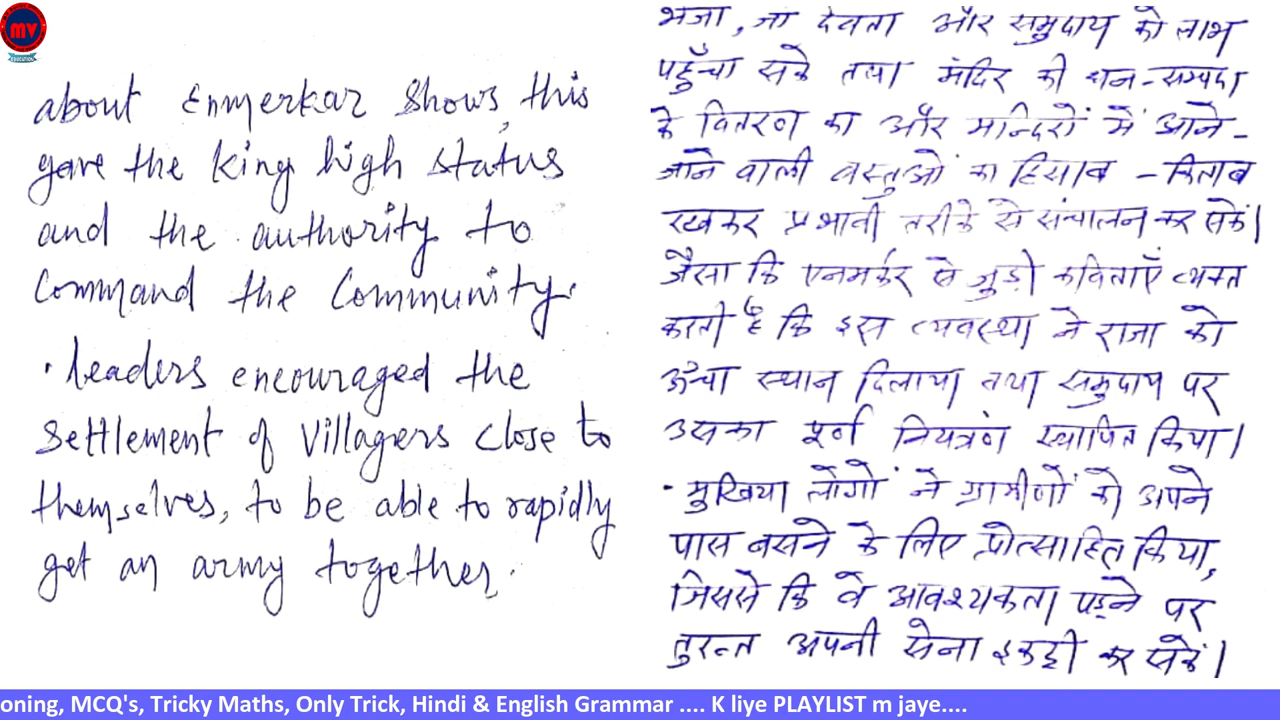 MV
EDUCATION
about Enmerkar shows, this
gave the king high status
and the authority to
Command the Community.
• leaders encouraged the
settlement of villagers close to
themselves, to be able to rapidly
get an army together.
भेजा, जो देवता और समुदाय को लाभ
पहुँचा सके तथा मंदिर की धन-सम्पदा
के वितरण का और मन्दिरों में आने-
जाने वाली वस्तुओं का हिसाब - किताब
रखकर प्रभावी तरीके से संचालन कर सकें।
जैसा कि एनमर्कर से जुड़ी कविताएँ व्यक्त
करती है कि इस व्यवस्था ने राजा को
ऊँचा स्थान दिलाया तथा समुदाय पर
उसका पूर्ण नियंत्रण स्थापित किया।
• मुखिया लोगों ने ग्रामीणों को अपने
पास बसने के लिए प्रोत्साहित किया,
जिससे कि वे आवश्यकता पड़ने पर
तुरन्त अपनी सेना इकट्ठी कर सकें।
oning, MCQ's, Tricky Maths, Only Trick, Hindi & English Grammar .... K liye PLAYLIST m jaye....